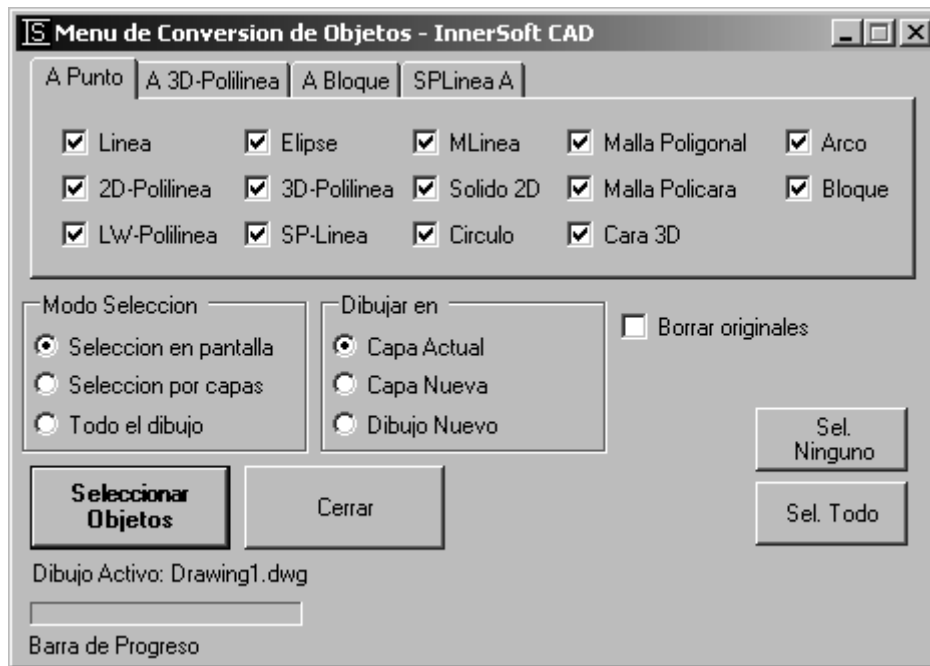 IS Menu de Conversion de Objetos - InnerSoft CAD
A Punto A 3D-Polilinea A Bloque SPLinea A
Linea Elipse MLinea Malla Poligonal Arco
2D-Polilinea 3D-Polilinea Solido 2D Malla Policara Bloque
LW-Polilinea SP-Linea Circulo Cara 3D
Modo Seleccion Dibujar en
Borrar originales
Seleccion en pantalla Capa Actual
Seleccion por capas Capa Nueva
Todo el dibujo Dibujo Nuevo
Sel.
Ninguno
Seleccionar
Objetos
Cerrar
Sel. Todo
Dibujo Activo: Drawing1.dwg
Barra de Progreso